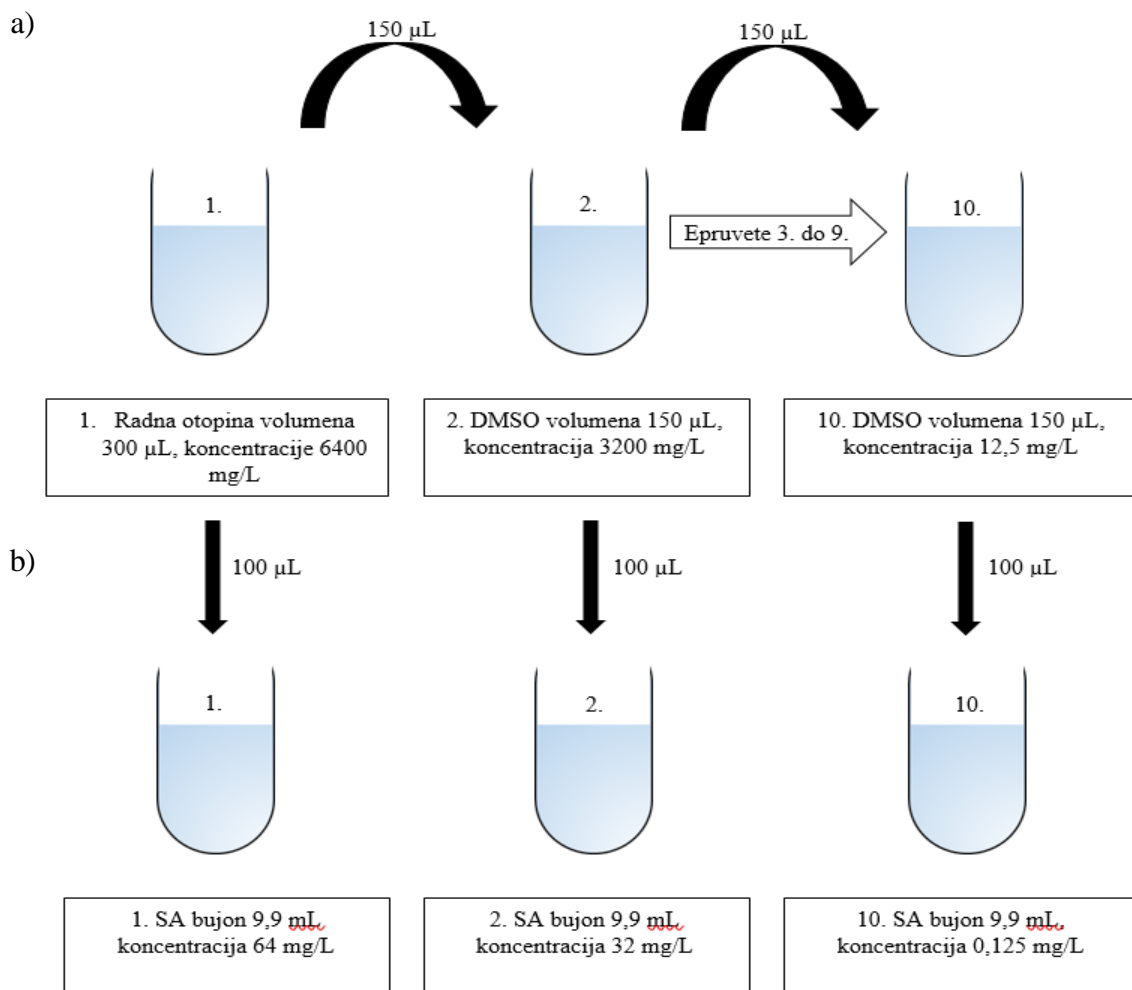 a)
150 µL
150 µL
1.
2.
10.
Epruvete 3. do 9.
1. Radna otopina volumena
300 µL, koncentracije 6400
mg/L
2. DMSO volumena 150 µL,
koncentracija 3200 mg/L
10. DMSO volumena 150 µL,
koncentracija 12,5 mg/L
b)
100 µL
100 µL
100 µL
1.
2.
10.
1. SA bujon 9,9 mL
koncentracija 64 mg/L
2. SA bujon 9,9 mL
koncentracija 32 mg/L
10. SA bujon 9,9 mL,
koncentracija 0,125 mg/L